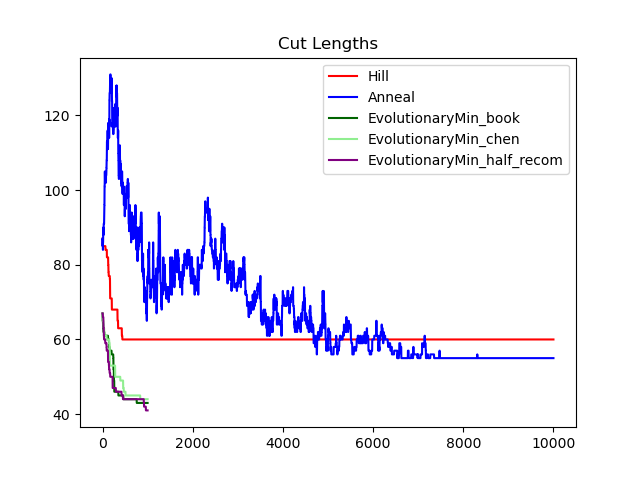 Cut Lengths
Hill
Anneal
EvolutionaryMin_book
EvolutionaryMin_chen
EvolutionaryMin_half_recom
120
100
80
60
40
0 2000 4000 6000 8000 10000